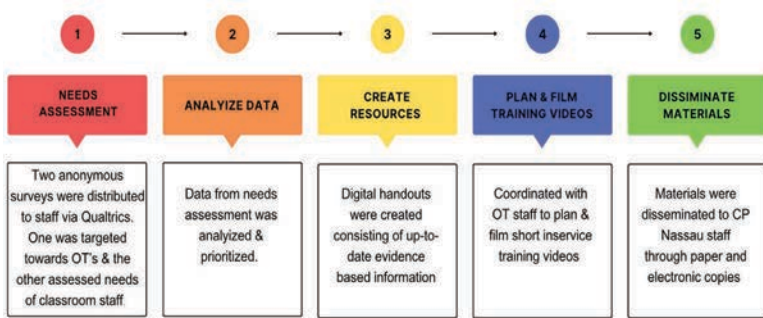 1
2
3
4
5
NEEDS
ASSESSMENT
ANALYIZE DATA
CREATE
RESOURCES
PLAN & FILM
TRAINING VIDEOS
DISSIMINATE
MATERIALS
Two anonymous
surveys were distributed
to staff via Qualtrics.
One was targeted
towards OT's & the
other assessed needs
of classroom staff
Data from needs
assessment was
analyized &
prioritized.
Digital handouts
were created
consisting of up-to-
date evidence
based information
Coordinated with
OT staff to plan &
film short inservice
training videos
Materials were
disseminated to CP
Nassau staff
through paper and
electronic copies